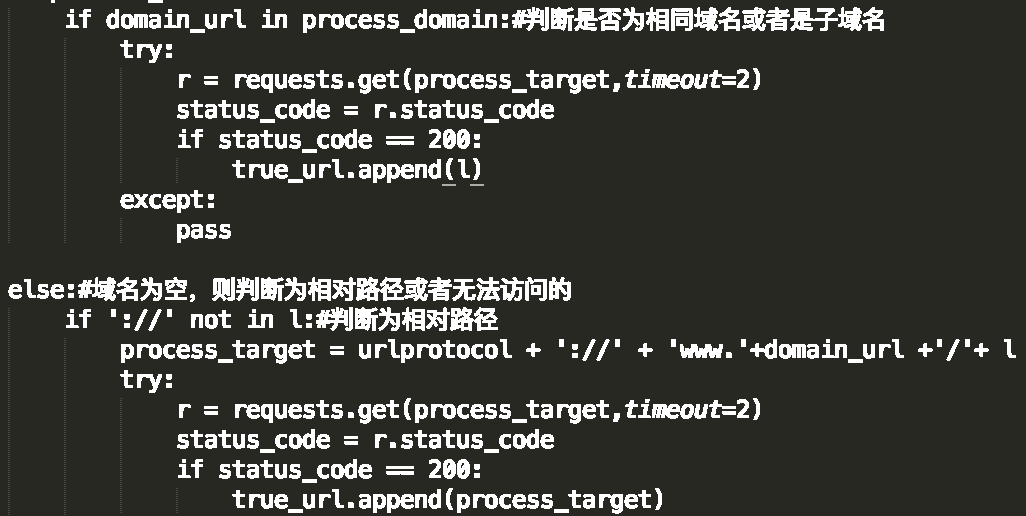 if domain_url in process_domain:#判断是否为相同域名或者是子域名
try:
r = requests.get(process_target,timeout=2)
status_code = r.status_code
if status_code == 200:
true_url.append(l)
except:
pass
else:#域名为空，则判断为相对路径或者无法访问的
if '://' not in l:#判断为相对路径
process_target = urlprotocol + '://' + 'www.'+domain_url +'/'+ l
try:
r = requests.get(process_target,timeout=2)
status_code = r.status_code
if status_code == 200:
true_url.append(process_target)